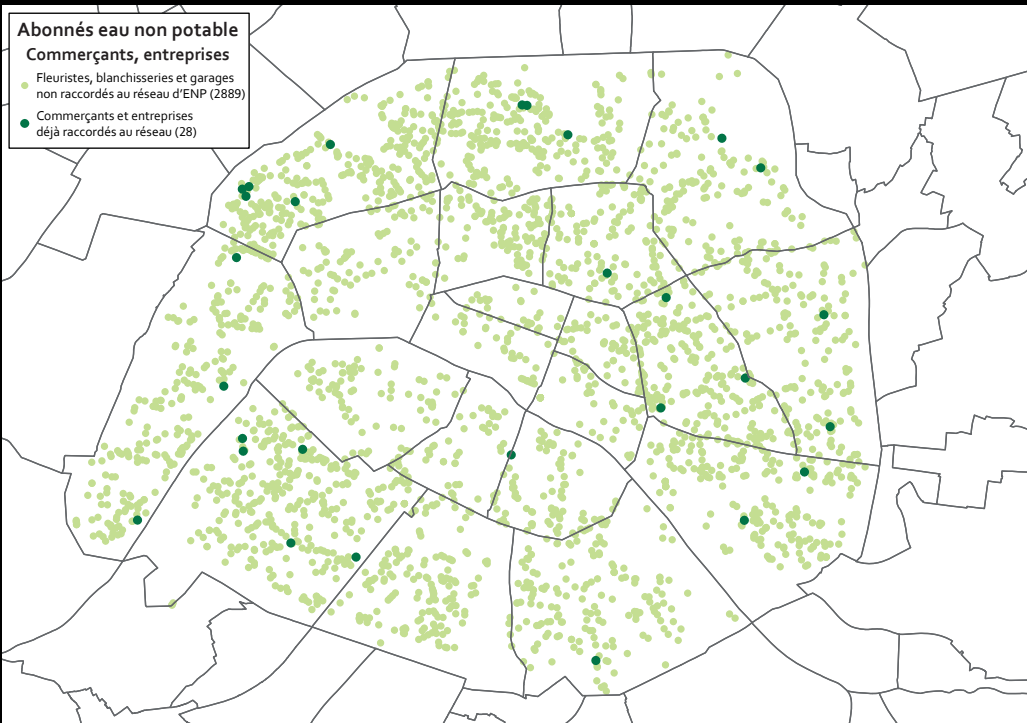 Abonnés eau non potable
Commerçants, entreprises
Fleuristes, blanchisseries et garages
non raccordés au réseau d'ENP (2889)
Commerçants et entreprises
déjà raccordés au réseau (28)